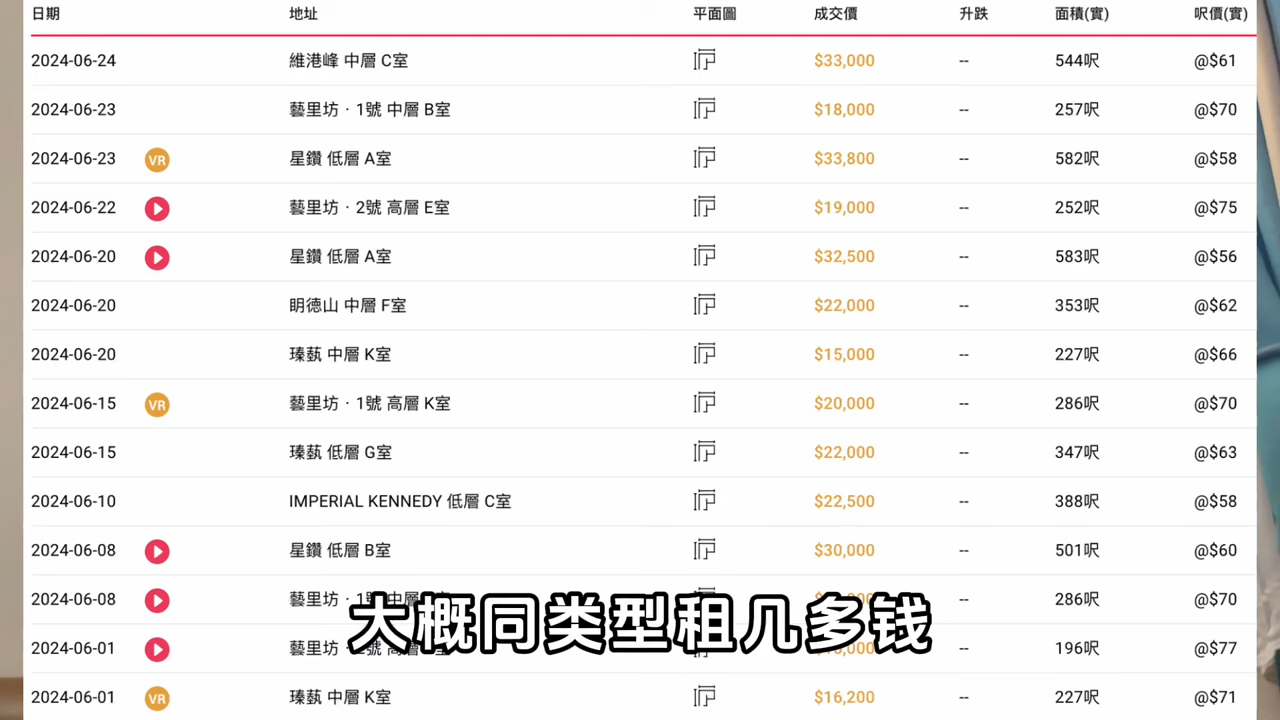 日期 地址 平面圖 成交價 升跌 面積(實) 呎價(實)
2024-06-24 維港峰 中層 C室 $33,000 -- 544呎 @$61
2024-06-23 藝里坊‧1號 中層 B室 $18,000 -- 257呎 @$70
2024-06-23 VR 星鑽 低層 A室 $33,800 -- 582呎 @$58
2024-06-22 藝里坊‧2號 高層 E室 $19,000 -- 252呎 @$75
2024-06-20 星鑽 低層 A室 $32,500 -- 583呎 @$56
2024-06-20 眀徳山 中層 F室 $22,000 -- 353呎 @$62
2024-06-20 瑧蓺 中層 K室 $15,000 -- 227呎 @$66
2024-06-15 VR 藝里坊‧1號 高層 K室 $20,000 -- 286呎 @$70
2024-06-15 瑧蓺 低層 G室 $22,000 -- 347呎 @$63
2024-06-10 IMPERIAL KENNEDY 低層 C室 $22,500 -- 388呎 @$58
2024-06-08 星鑽 低層 B室 $30,000 -- 501呎 @$60
2024-06-08 藝里坊‧1號 中層 -- 286呎 @$70
大概同类型租几多钱
2024-06-01 藝里坊‧ -- 196呎 @$77
2024-06-01 VR 瑧蓺 中層 K室 $16,200 -- 227呎 @$71